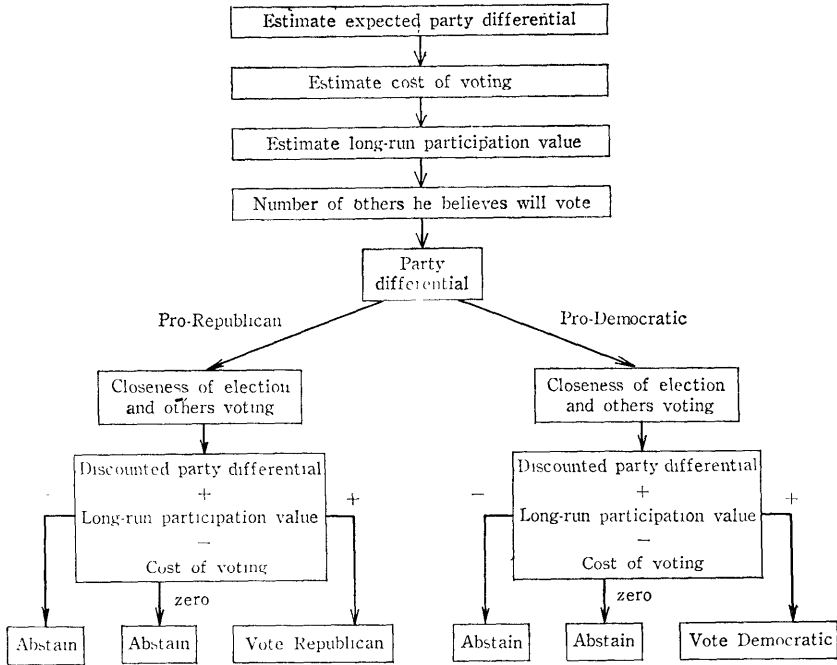 Estimate expected party differential
Estimate cost of voting
Estimate long-run participation value
Number of others he believes will vote
Party
differential
Pro-Republican
Pro-Democratic
Closeness of election
and others voting
Closeness of election
and others voting
Discounted party differential
+
Long-run participation value
−
Cost of voting
-
+
zero
Discounted party differential
+
Long-run participation value
−
Cost of voting
−
+
zero
Abstain
Abstain
Vote Republican
Abstain
Abstain
Vote Democratic